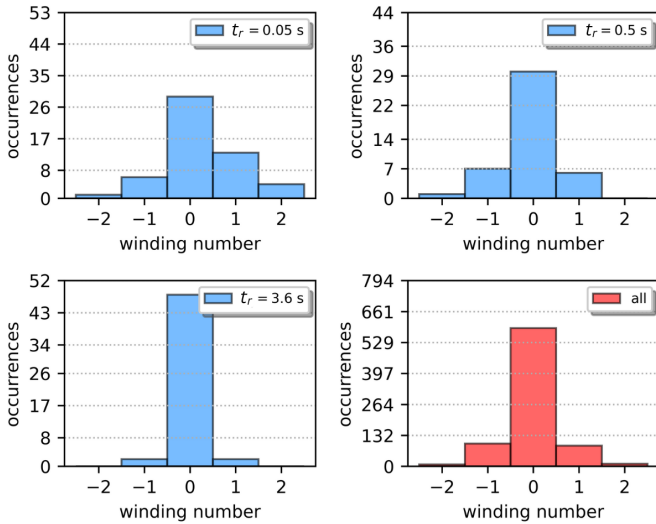 53
44
35
26
17
8
0
occurrences
t_r = 0.05 s
−2 −1 0 1 2
winding number
44
36
29
22
14
7
0
occurrences
t_r = 0.5 s
−2 −1 0 1 2
winding number
52
43
34
26
17
8
0
occurrences
t_r = 3.6 s
−2 −1 0 1 2
winding number
794
661
529
397
264
132
0
occurrences
all
−2 −1 0 1 2
winding number